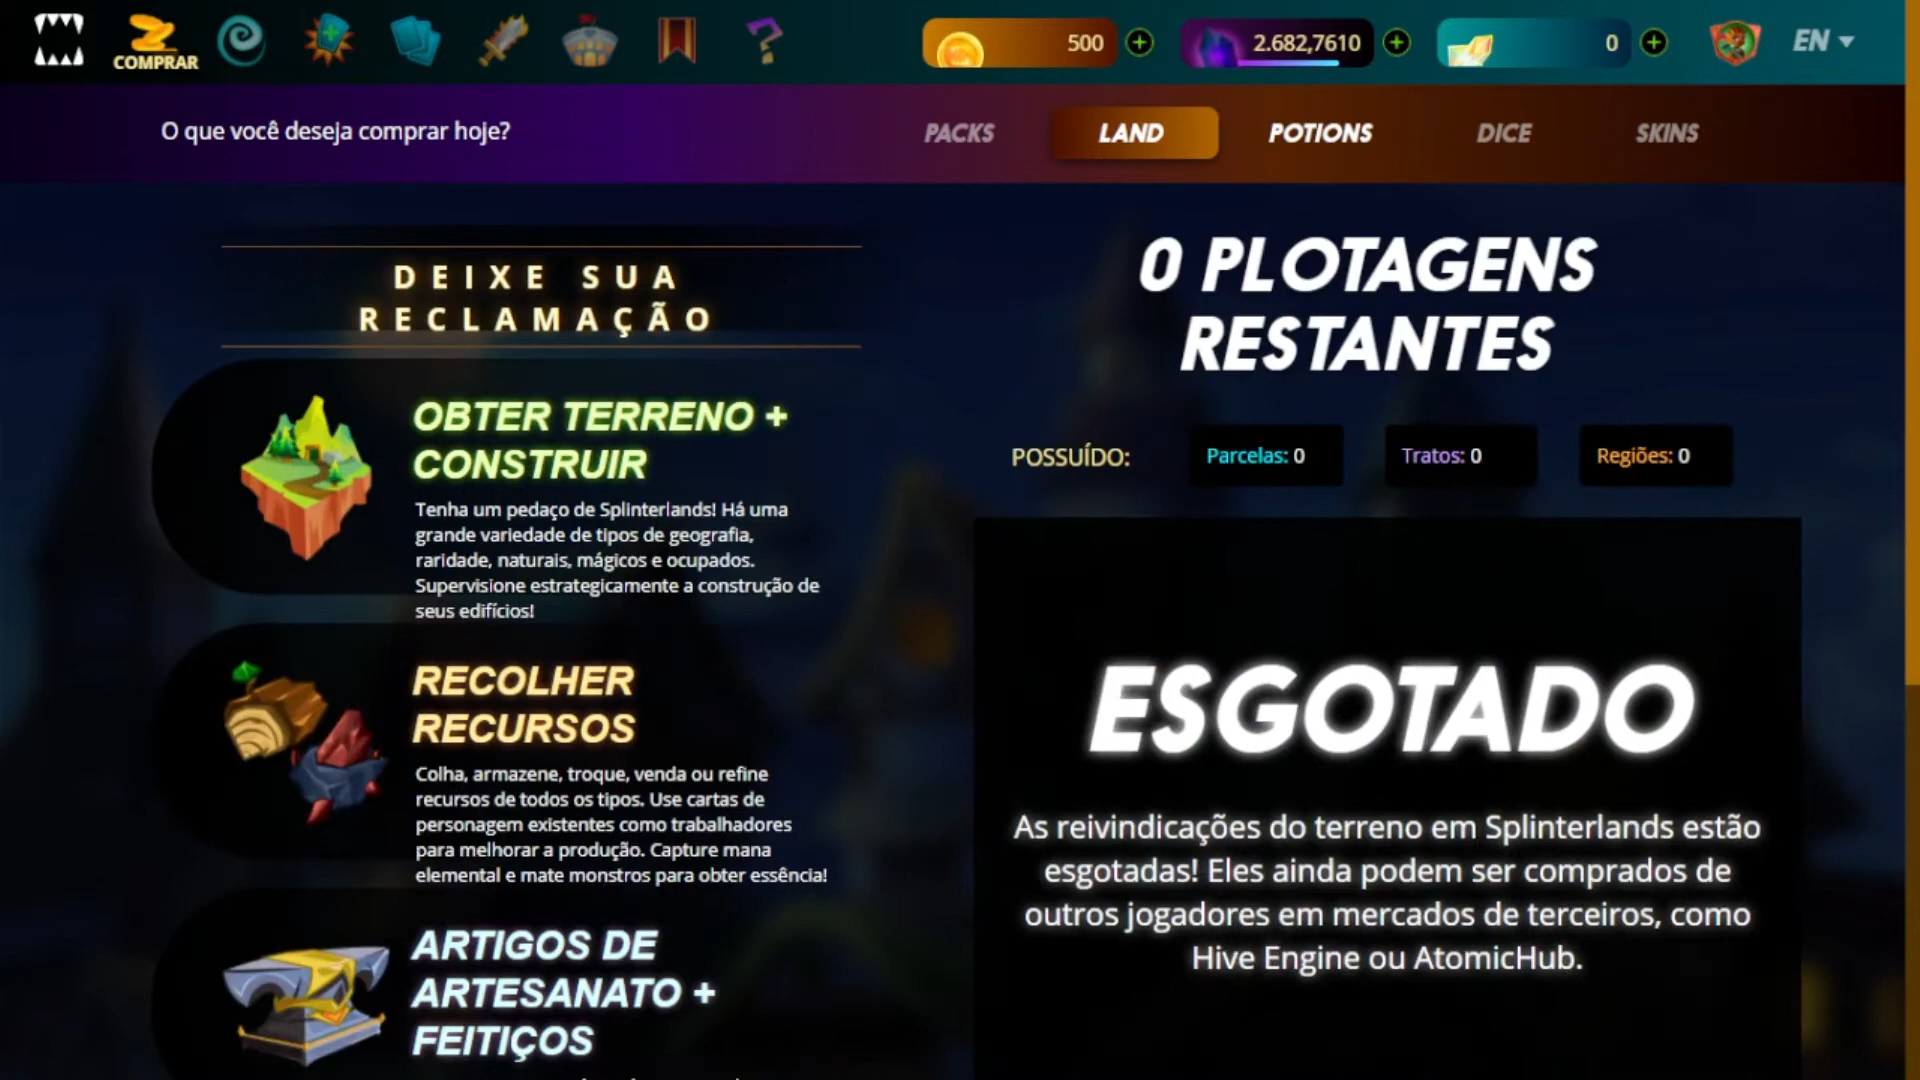 COMPRAR
500
2.682,7610
0
EN
O que você deseja comprar hoje?
PACKS
LAND
POTIONS
DICE
SKINS
DEIXE SUA
RECLAMAÇÃO
OBTER TERRENO +
CONSTRUIR
Tenha um pedaço de Splinterlands! Há uma
grande variedade de tipos de geografia,
raridade, naturais, mágicos e ocupados.
Supervisione estrategicamente a construção de
seus edifícios!
RECOLHER
RECURSOS
Colha, armazene, troque, venda ou refine
recursos de todos os tipos. Use cartas de
personagem existentes como trabalhadores
para melhorar a produção. Capture mana
elemental e mate monstros para obter essência!
ARTIGOS DE
ARTESANATO +
FEITIÇOS
0 PLOTAGENS
RESTANTES
POSSUÍDO:
Parcelas: 0
Tratos: 0
Regiões: 0
ESGOTADO
As reivindicações do terreno em Splinterlands estão
esgotadas! Eles ainda podem ser comprados de
outros jogadores em mercados de terceiros, como
Hive Engine ou AtomicHub.